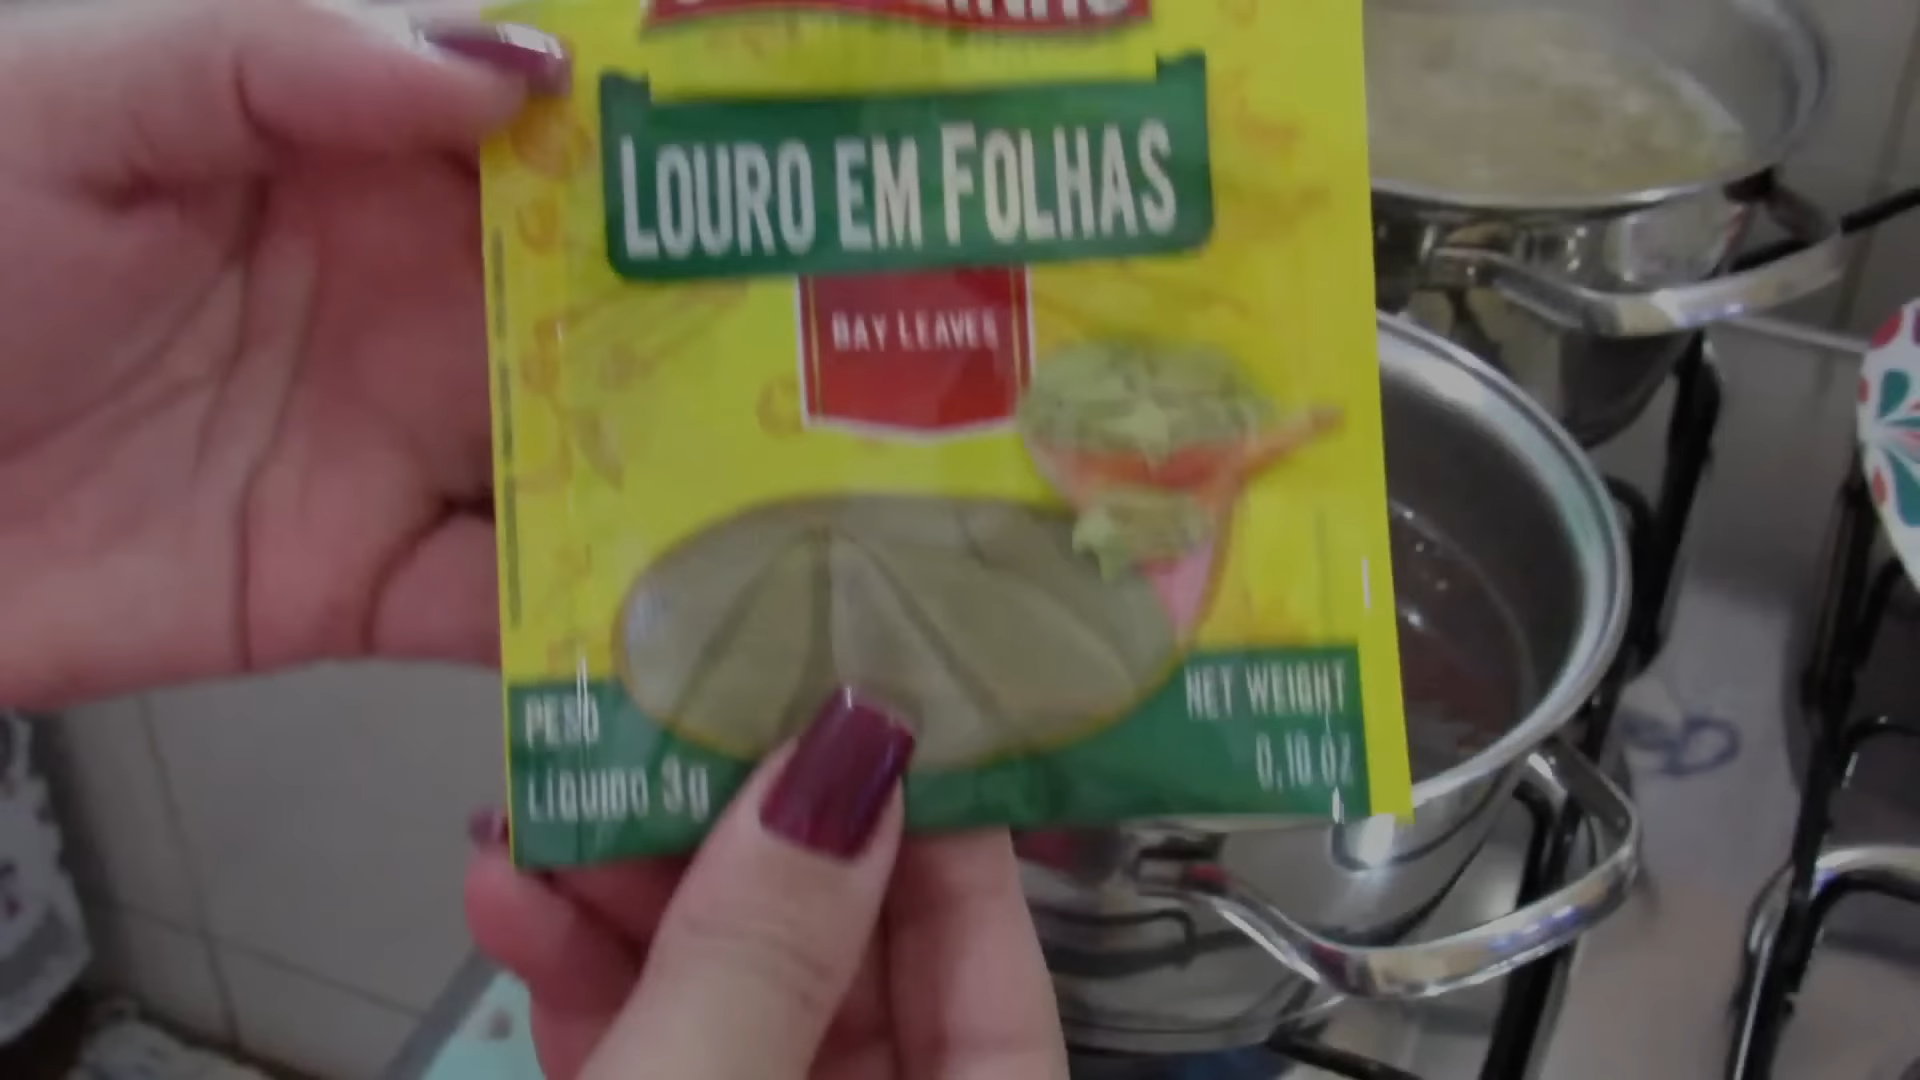 LOURO EM FOLHAS
BAY LEAVES
PESO
LÍQUIDO 3g
NET WEIGHT
0,10 OZ